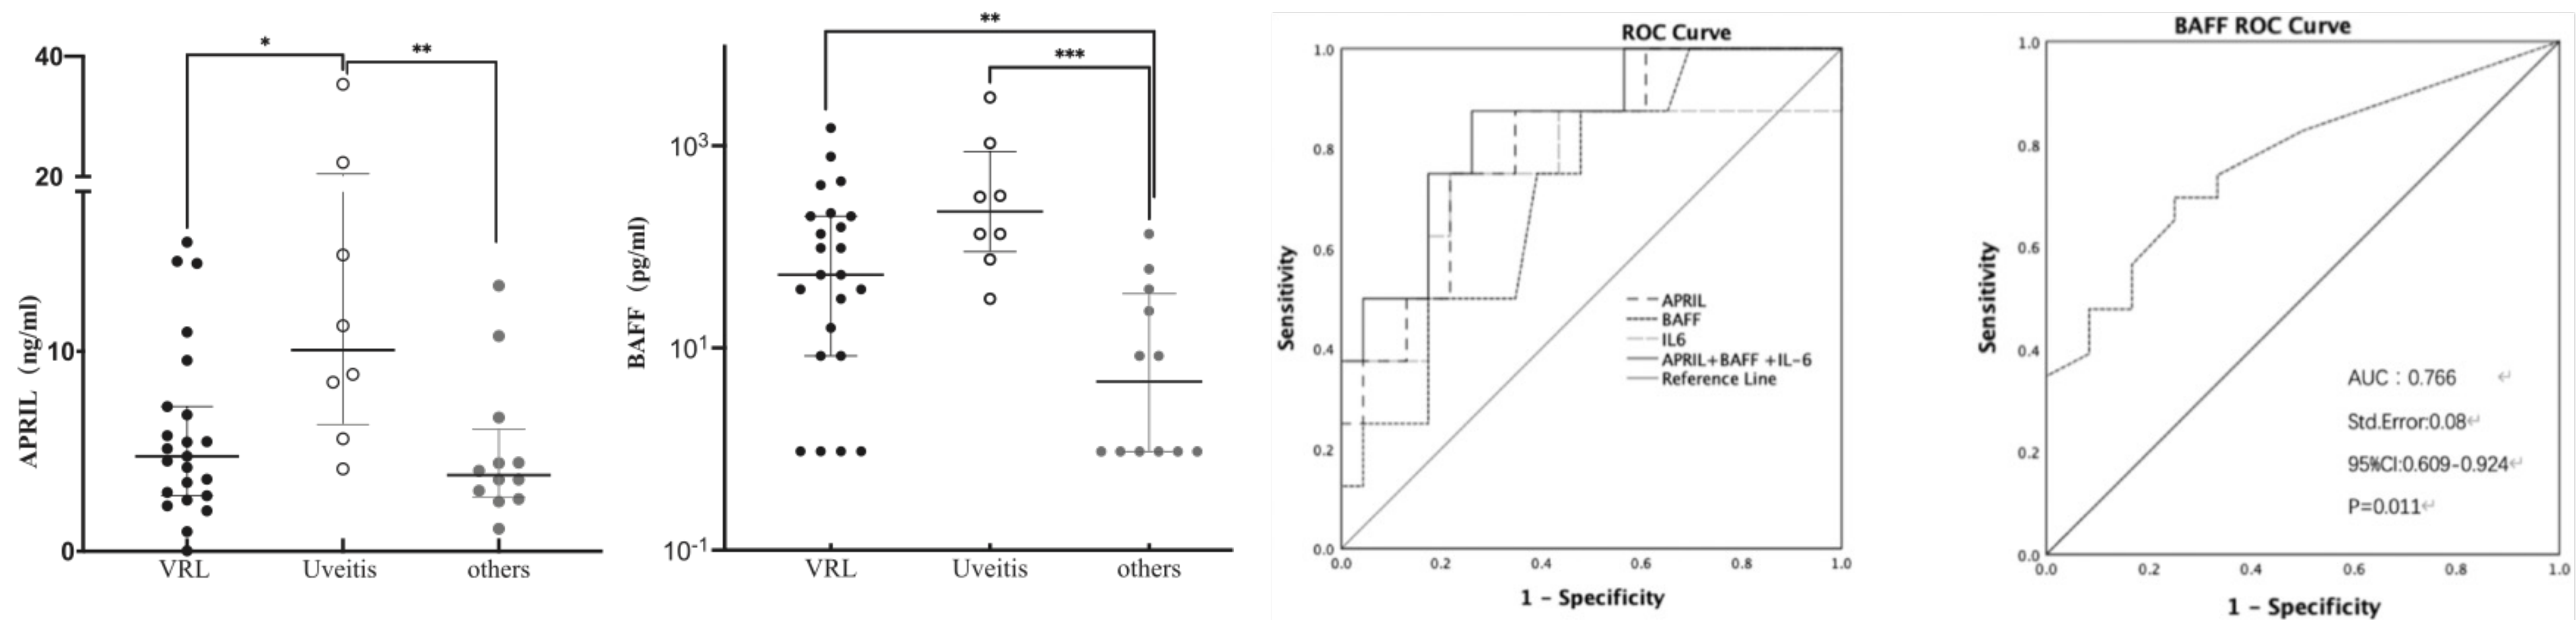 APRIL (ng/ml)
40
20
10
0
*
**
VRL
Uveitis
others
BAFF (pg/ml)
10³
10¹
10⁻¹
**
***
VRL
Uveitis
others
ROC Curve
Sensitivity
1.0
0.8
0.6
0.4
0.2
0.0
APRIL
BAFF
IL6
APRIL+BAFF +IL-6
Reference Line
0.0 0.2 0.4 0.6 0.8 1.0
1 - Specificity
BAFF ROC Curve
Sensitivity
1.0
0.8
0.6
0.4
0.2
0.0
AUC : 0.766 ↵
Std.Error:0.08↵
95%CI:0.609-0.924↵
P=0.011↵
0.0 0.2 0.4 0.6 0.8 1.0
1 - Specificity